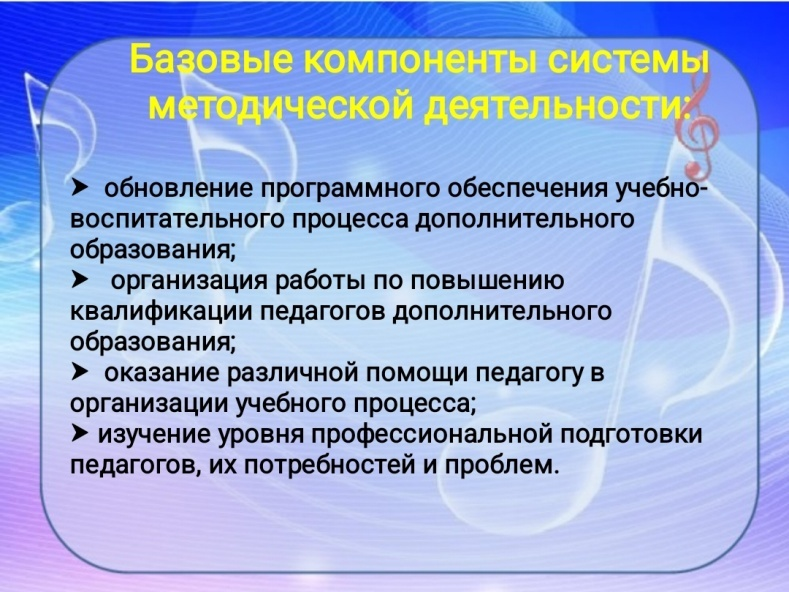 Базовые компоненты системы
методической деятельности:
➤ обновление программного обеспечения учебно-
воспитательного процесса дополнительного
образования;
➤ организация работы по повышению
квалификации педагогов дополнительного
образования;
➤ оказание различной помощи педагогу в
организации учебного процесса;
➤ изучение уровня профессиональной подготовки
педагогов, их потребностей и проблем.